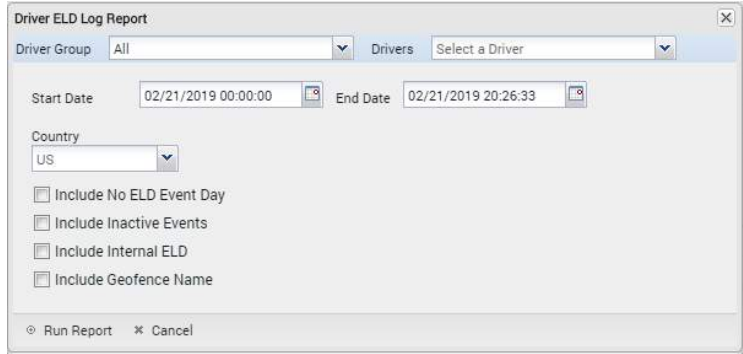 Driver ELD Log Report
Driver Group All Drivers Select a Driver
Start Date 02/21/2019 00:00:00 End Date 02/21/2019 20:26:33
Country
US
Include No ELD Event Day
Include Inactive Events
Include Internal ELD
Include Geofence Name
Run Report Cancel